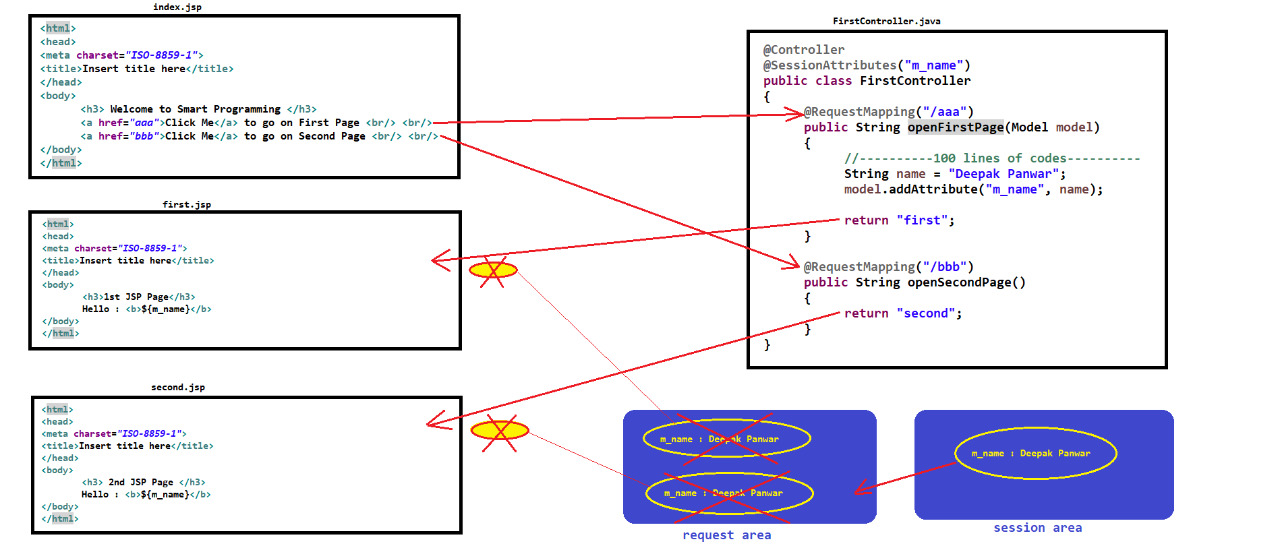 index.jsp
<html>
<head>
<meta charset="ISO-8859-1">
<title>Insert title here</title>
</head>
<body>
<h3> Welcome to Smart Programming </h3>
<a href="aaa">Click Me</a> to go on First Page <br/> <br/>
<a href="bbb">Click Me</a> to go on Second Page <br/> <br/>
</body>
</html>
first.jsp
<html>
<head>
<meta charset="ISO-8859-1">
<title>Insert title here</title>
</head>
<body>
<h3>1st JSP Page</h3>
Hello : <b>${m_name}</b>
</body>
</html>
second.jsp
<html>
<head>
<meta charset="ISO-8859-1">
<title>Insert title here</title>
</head>
<body>
<h3> 2nd JSP Page </h3>
Hello : <b>${m_name}</b>
</body>
</html>
FirstController.java
@Controller
@SessionAttributes("m_name")
public class FirstController
{
@RequestMapping("/aaa")
public String openFirstPage(Model model)
{
//----------100 lines of codes----------
String name = "Deepak Panwar";
model.addAttribute("m_name", name);
return "first";
}
@RequestMapping("/bbb")
public String openSecondPage()
{
return "second";
}
}
m_name : Deepak Panwar
m_name : Deepak Panwar
request area
m_name : Deepak Panwar
session area